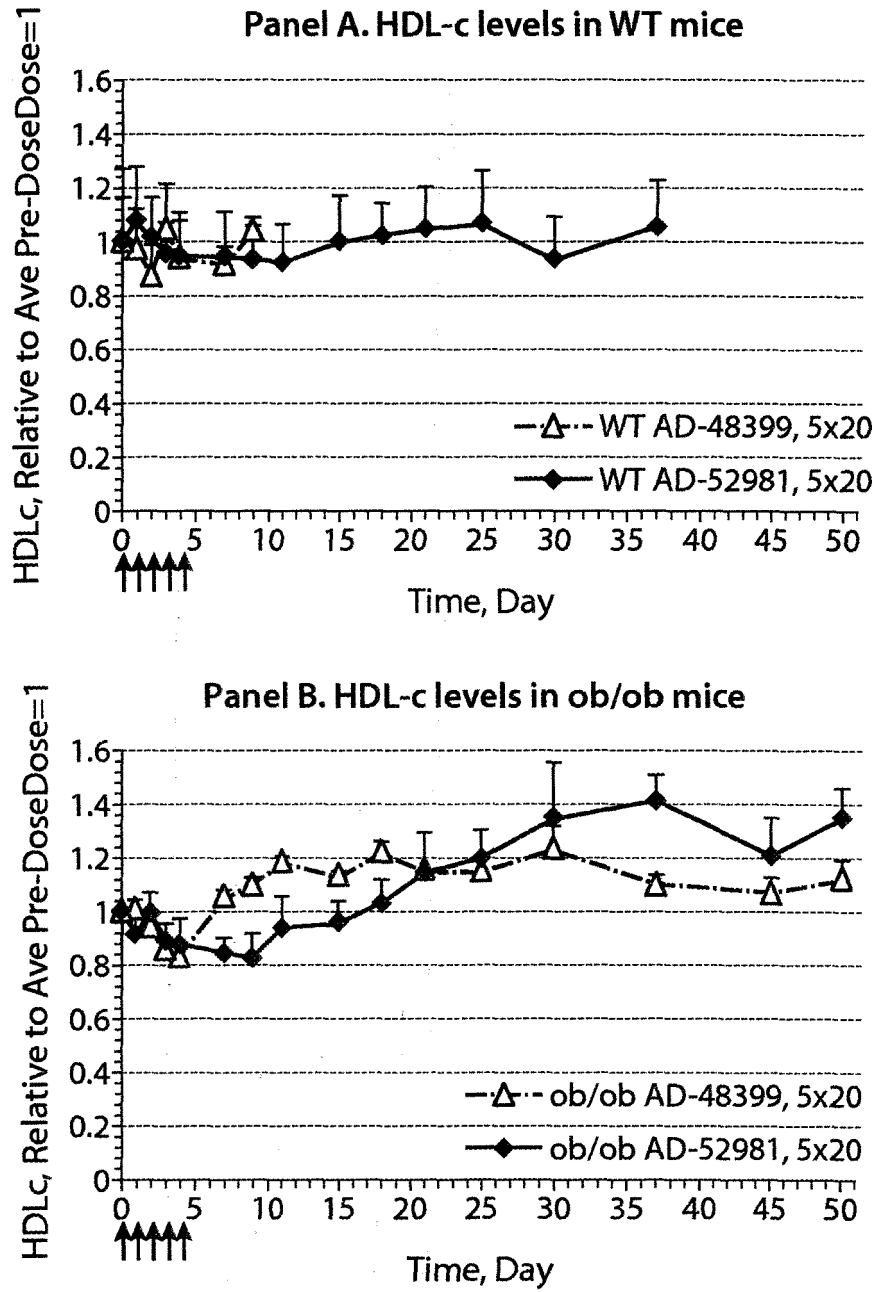 Panel A. HDL-c levels in WT mice
HDLc, Relative to Ave Pre-DoseDose=1
1.6
1.4
1.2
1
0.8
0.6
0.4
0.2
0
WT AD-48399, 5x20
WT AD-52981, 5x20
0 5 10 15 20 25 30 35 40 45 50
Time, Day
Panel B. HDL-c levels in ob/ob mice
HDLc, Relative to Ave Pre-DoseDose=1
1.6
1.4
1.2
1
0.8
0.6
0.4
0.2
0
ob/ob AD-48399, 5x20
ob/ob AD-52981, 5x20
0 5 10 15 20 25 30 35 40 45 50
Time, Day